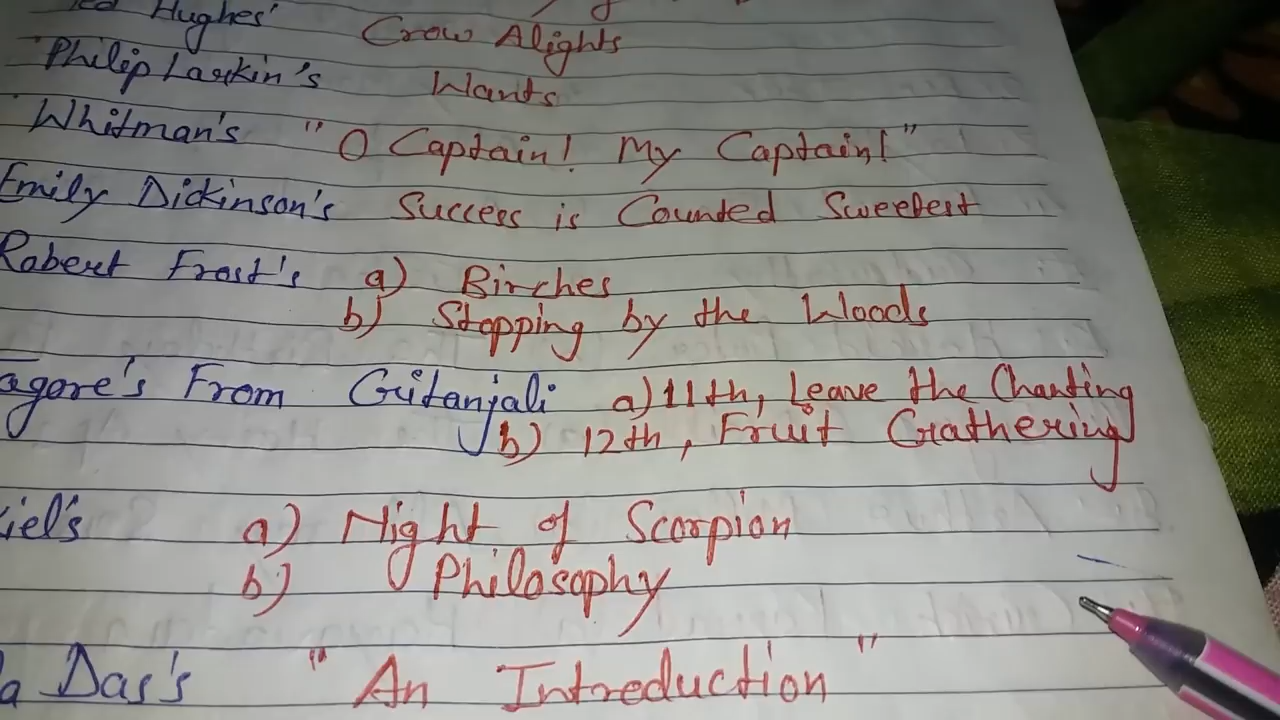 Hughes' Crow Alights
Philip Larkin's Wants
Whitman's "O Captain! My Captain!"
Emily Dickinson's Success is Counted Sweetest
Robert Frost's a) Birches
b) Stopping by the Woods
agore's From Gitanjali a) 11th, Leave the Chanting
b) 12th, Fruit Gathering
iel's a) Night of Scorpion
b) Philosophy
a Das's "An Introduction"